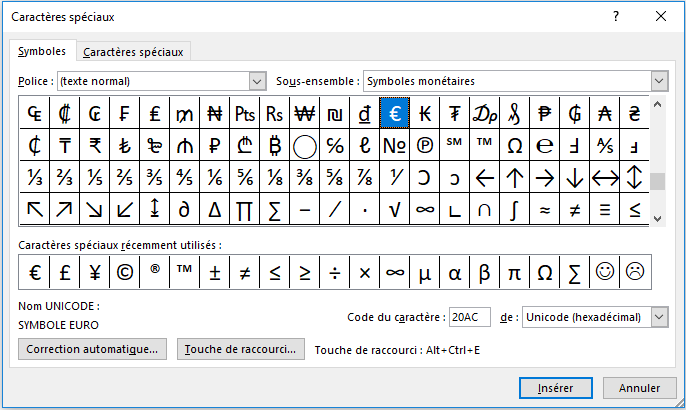 Caractères spéciaux
Symboles Caractères spéciaux
Police : (texte normal) Sous-ensemble : Symboles monétaires
₠ ₡ ₢ ₣ ₤ ₥ ₦ ₧ ₨ ₩ ₪ ₫ € ₭ ₮ ₯ ₰ ₱ ₲ ₳ ₴
₵ ₸ ₹ ₺ ₻ ₼ ₽ ₾ ₿ ⃝ ℅ ℓ № ℗ ℠ ™ Ω ℮ Ⅎ ⅍ ⅎ
⅓ ⅔ ⅕ ⅖ ⅗ ⅘ ⅙ ⅚ ⅛ ⅜ ⅝ ⅞ ⅟ Ↄ ↄ ← ↑ → ↓ ↔ ↕
↖ ↗ ↘ ↙ ↨ ∂ ∆ ∏ ∑ − ∕ ∙ √ ∞ ∟ ∩ ∫ ≈ ≠ ≡ ≤
Caractères spéciaux récemment utilisés :
€ £ ¥ © ® ™ ± ≠ ≤ ≥ ÷ × ∞ µ α β π Ω ∑ ☺ ☹
Nom UNICODE :
SYMBOLE EURO
Code du caractère : 20AC de : Unicode (hexadécimal)
Correction automatique... Touche de raccourci... Touche de raccourci : Alt+Ctrl+E
Insérer Annuler